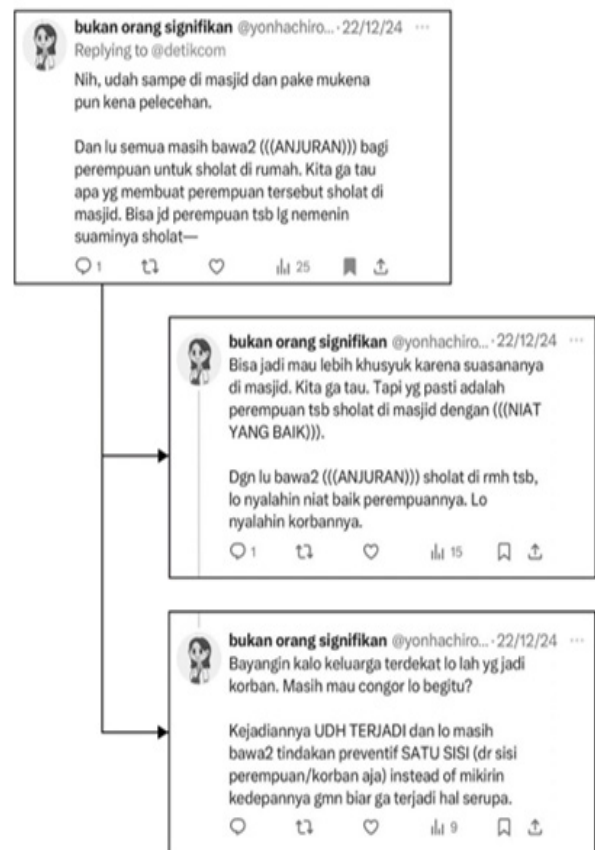 bukan orang signifikan @yonhachiro... · 22/12/24 ...
Replying to @detikcom
Nih, udah sampe di masjid dan pake mukena
pun kena pelecehan.
Dan lu semua masih bawa2 (((ANJURAN))) bagi
perempuan untuk sholat di rumah. Kita ga tau
apa yg membuat perempuan tersebut sholat di
masjid. Bisa jd perempuan tsb lg nemenin
suaminya sholat—
1 25
bukan orang signifikan @yonhachiro... · 22/12/24 ...
Bisa jadi mau lebih khusyuk karena suasananya
di masjid. Kita ga tau. Tapi yg pasti adalah
perempuan tsb sholat di masjid dengan (((NIAT
YANG BAIK))).
Dgn lu bawa2 (((ANJURAN))) sholat di rmh tsb,
lo nyalahin niat baik perempuannya. Lo
nyalahin korbannya.
1 15
bukan orang signifikan @yonhachiro... · 22/12/24 ...
Bayangin kalo keluarga terdekat lo lah yg jadi
korban. Masih mau congor lo begitu?
Kejadiannya UDH TERJADI dan lo masih
bawa2 tindakan preventif SATU SISI (dr sisi
perempuan/korban aja) instead of mikirin
kedepannya gmn biar ga terjadi hal serupa.
9